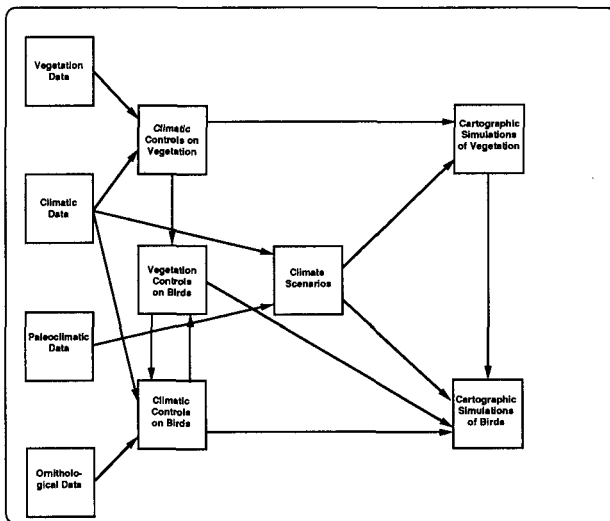 Vegetation
Data
Climatic
Controls on
Vegetation
Cartographic
Simulations
of Vegetation
Climatic
Data
Vegetation
Controls
on Birds
Climate
Scenarios
Paleoclimatic
Data
Climatic
Controls
on Birds
Cartographic
Simulations
of Birds
Ornitholo-
gical Data